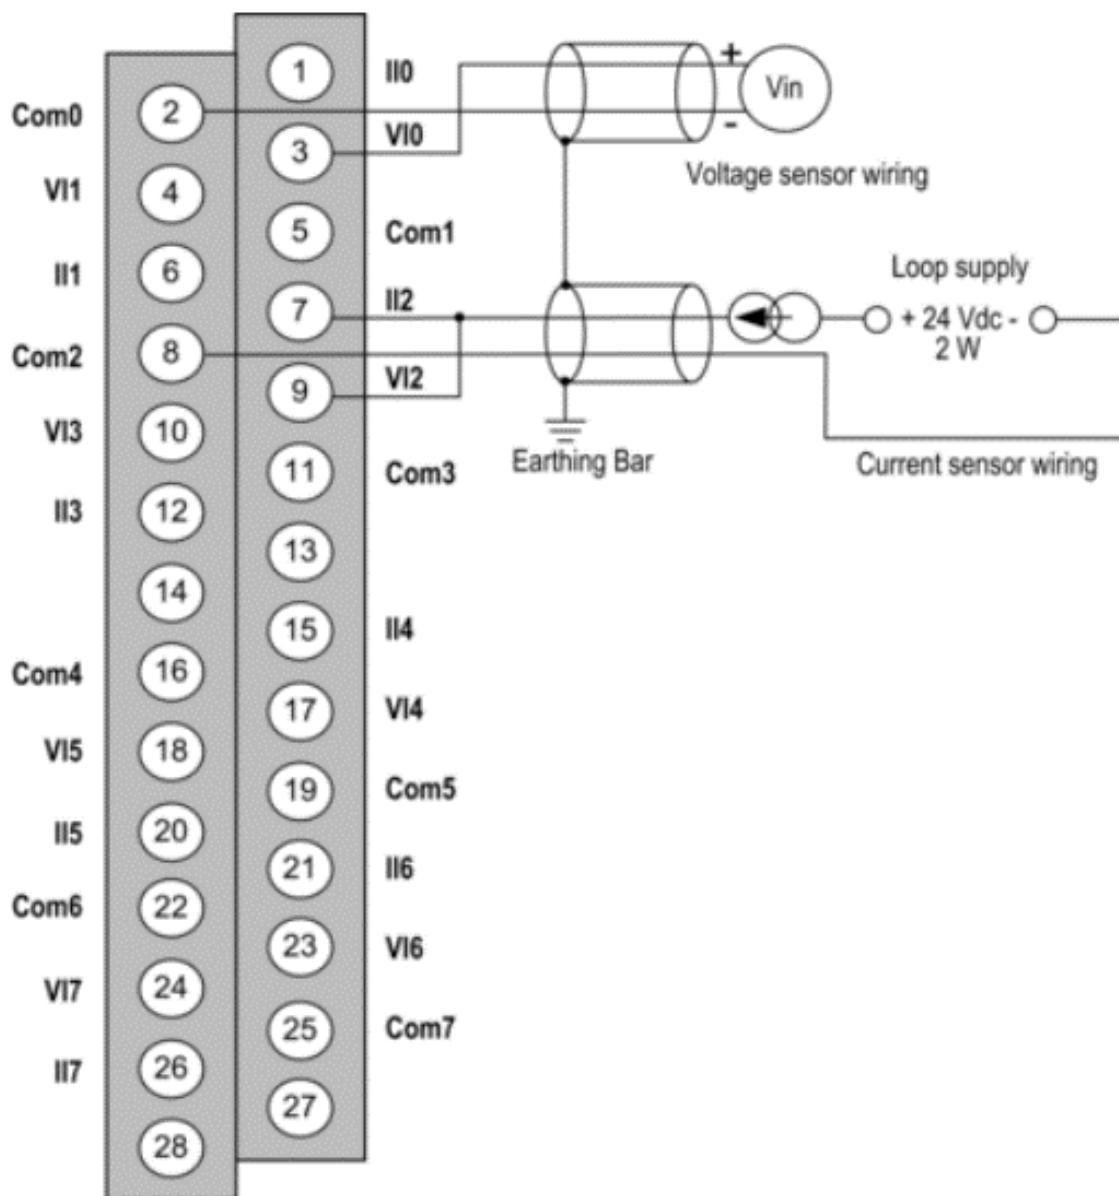 1 II0
Com0 2
3 VI0
VI1 4
5 Com1
II1 6
7 II2
Com2 8
9 VI2
VI3 10
11 Com3
II3 12
13
14
15 II4
Com4 16
17 VI4
VI5 18
19 Com5
II5 20
21 II6
Com6 22
23 VI6
VI7 24
25 Com7
II7 26
27
28
+
Vin
-
Voltage sensor wiring
Loop supply
+ 24 Vdc -
2 W
Earthing Bar
Current sensor wiring